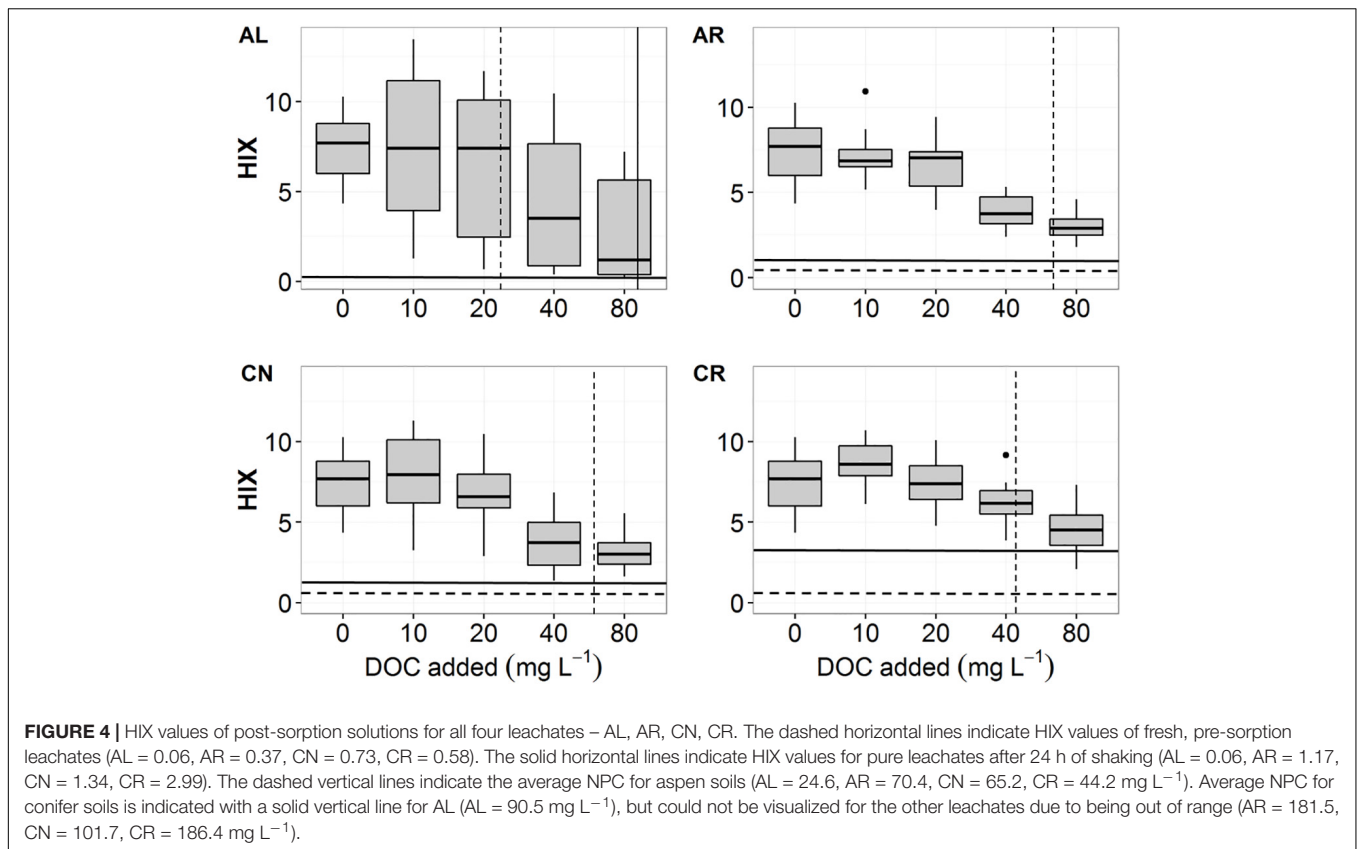 AL
AR
HIX
10
5
0
0 10 20 40 80
10
5
0
0 10 20 40 80
CN
CR
HIX
10
5
0
0 10 20 40 80
DOC added (mg L⁻¹)
10
5
0
0 10 20 40 80
DOC added (mg L⁻¹)
FIGURE 4 | HIX values of post-sorption solutions for all four leachates – AL, AR, CN, CR. The dashed horizontal lines indicate HIX values of fresh, pre-sorption
leachates (AL = 0.06, AR = 0.37, CN = 0.73, CR = 0.58). The solid horizontal lines indicate HIX values for pure leachates after 24 h of shaking (AL = 0.06, AR = 1.17,
CN = 1.34, CR = 2.99). The dashed vertical lines indicate the average NPC for aspen soils (AL = 24.6, AR = 70.4, CN = 65.2, CR = 44.2 mg L⁻¹). Average NPC for
conifer soils is indicated with a solid vertical line for AL (AL = 90.5 mg L⁻¹), but could not be visualized for the other leachates due to being out of range (AR = 181.5,
CN = 101.7, CR = 186.4 mg L⁻¹).